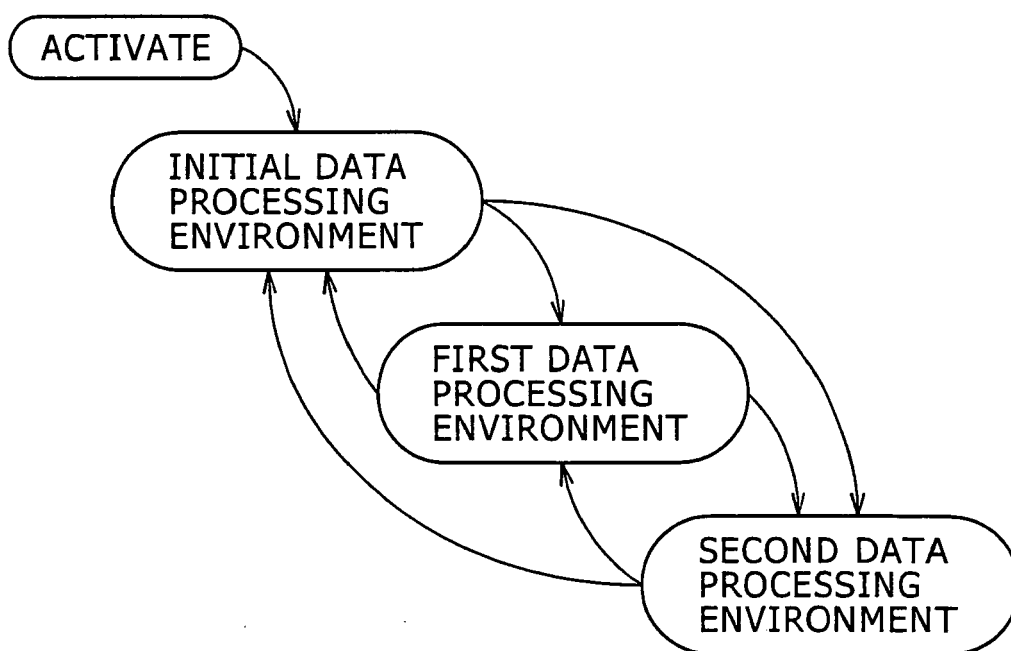 ACTIVATE
INITIAL DATA
PROCESSING
ENVIRONMENT
FIRST DATA
PROCESSING
ENVIRONMENT
SECOND DATA
PROCESSING
ENVIRONMENT